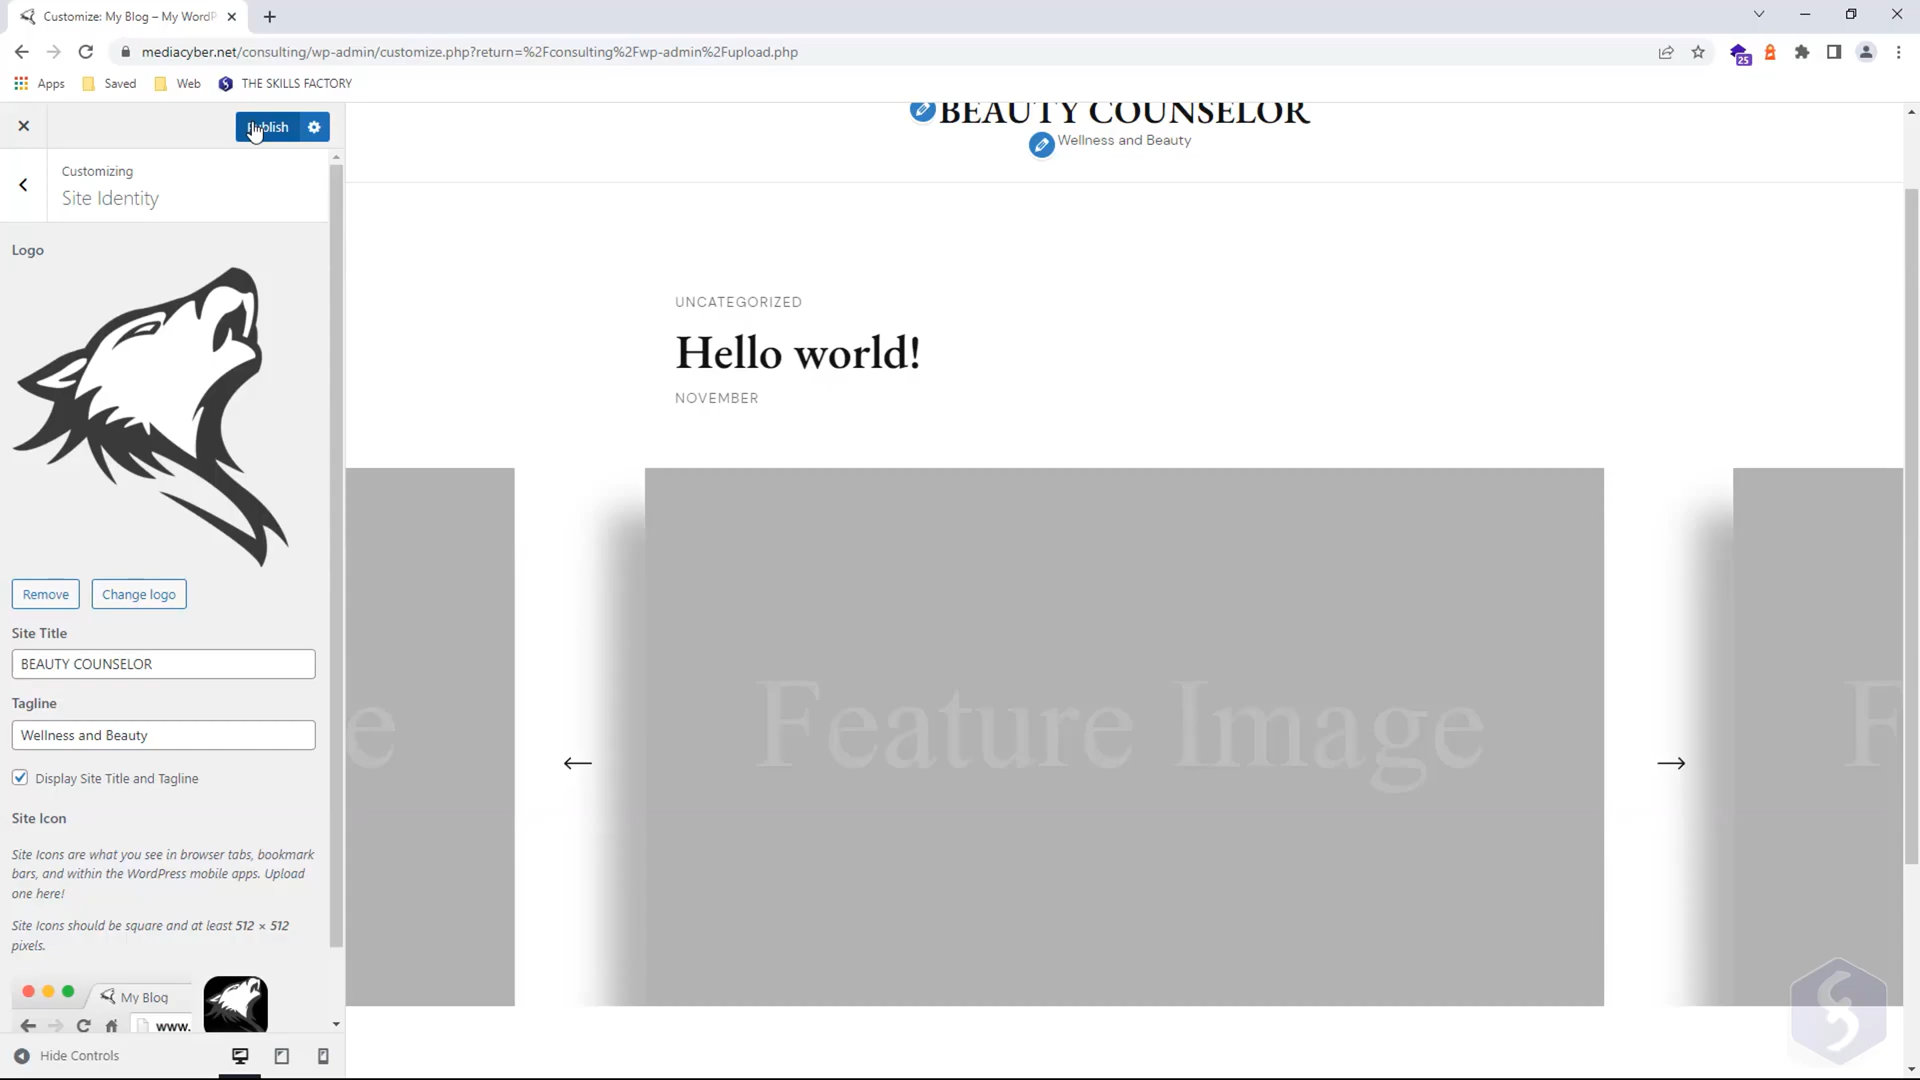 Customize: My Blog – My WordP
mediacyber.net/consulting/wp-admin/customize.php?return=%2Fconsulting%2Fwp-admin%2Fupload.php
25
Apps
Saved
Web
THE SKILLS FACTORY
Publish
Customizing
Site Identity
Logo
Remove
Change logo
Site Title
BEAUTY COUNSELOR
Tagline
Wellness and Beauty
Display Site Title and Tagline
Site Icon
Site Icons are what you see in browser tabs, bookmark
bars, and within the WordPress mobile apps. Upload
one here!
Site Icons should be square and at least 512 × 512
pixels.
My Blog
www.
Hide Controls
BEAUTY COUNSELOR
Wellness and Beauty
UNCATEGORIZED
Hello world!
NOVEMBER
e
Feature Image
F